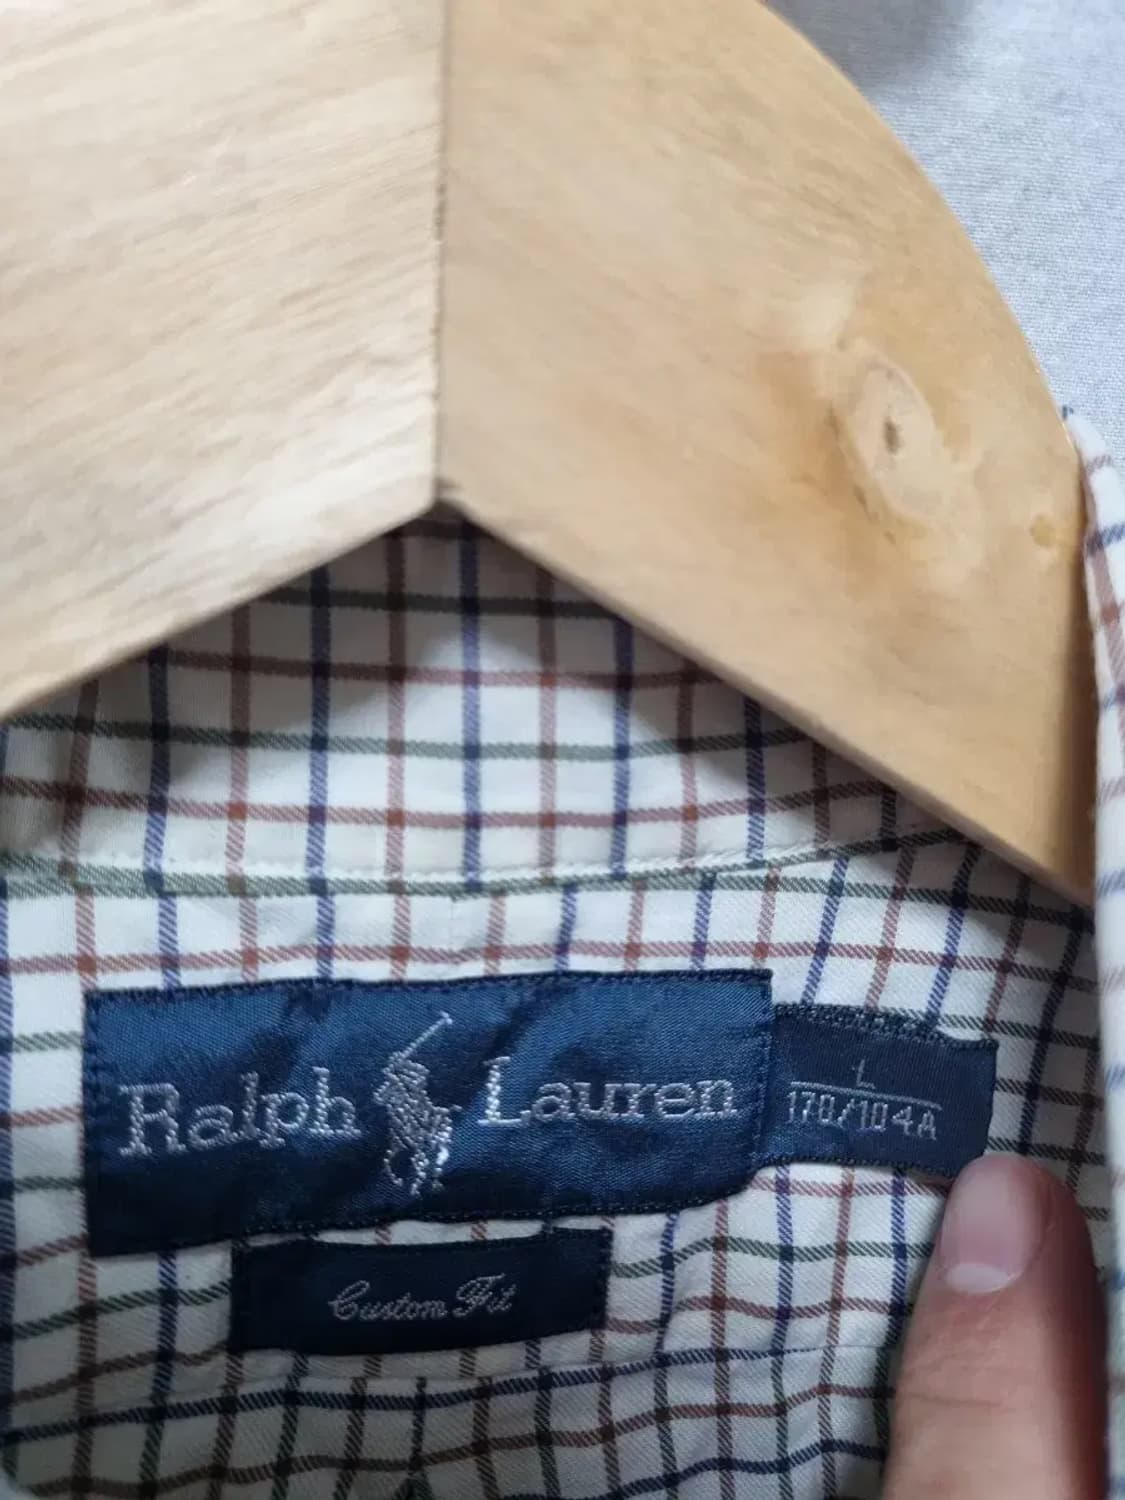 Ralph Lauren
L
170/104A
Custom Fit